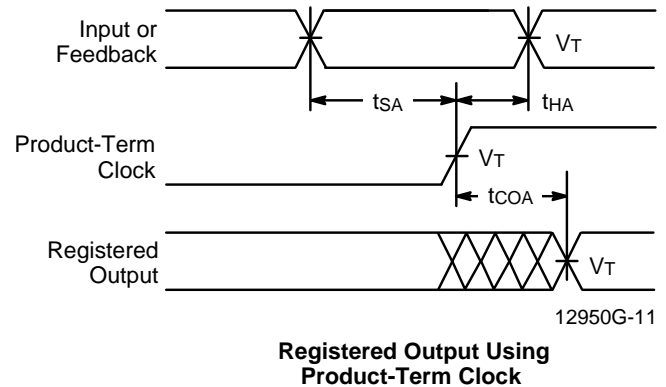 Input or
Feedback
VT
tSA
tHA
Product-Term
Clock
VT
tCOA
Registered
Output
VT
12950G-11
Registered Output Using
Product-Term Clock